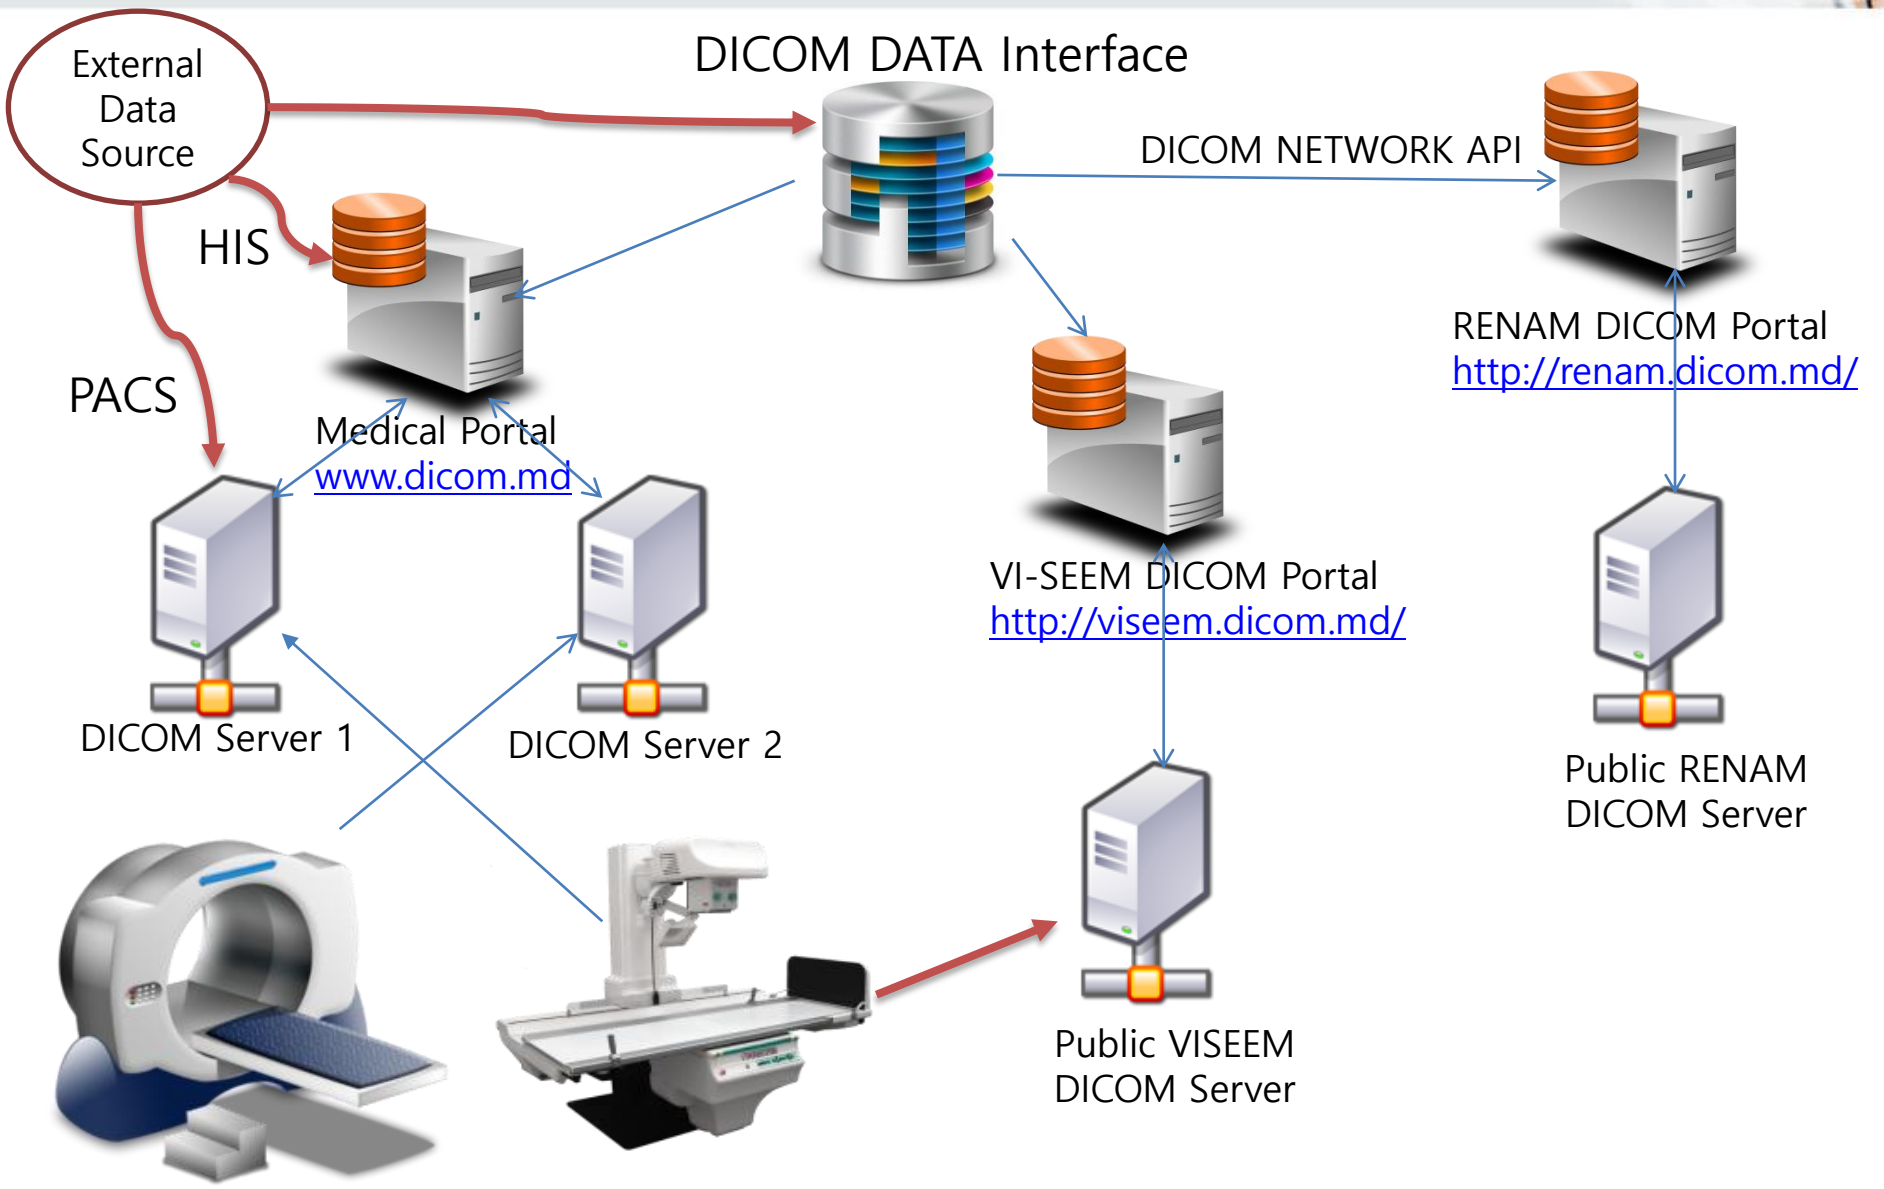 External
Data
Source
DICOM DATA Interface
DICOM NETWORK API
HIS
PACS
Medical Portal
www.dicom.md
RENAM DICOM Portal
http://renam.dicom.md/
VI-SEEM DICOM Portal
http://viseem.dicom.md/
DICOM Server 1
DICOM Server 2
Public RENAM
DICOM Server
Public VISEEM
DICOM Server